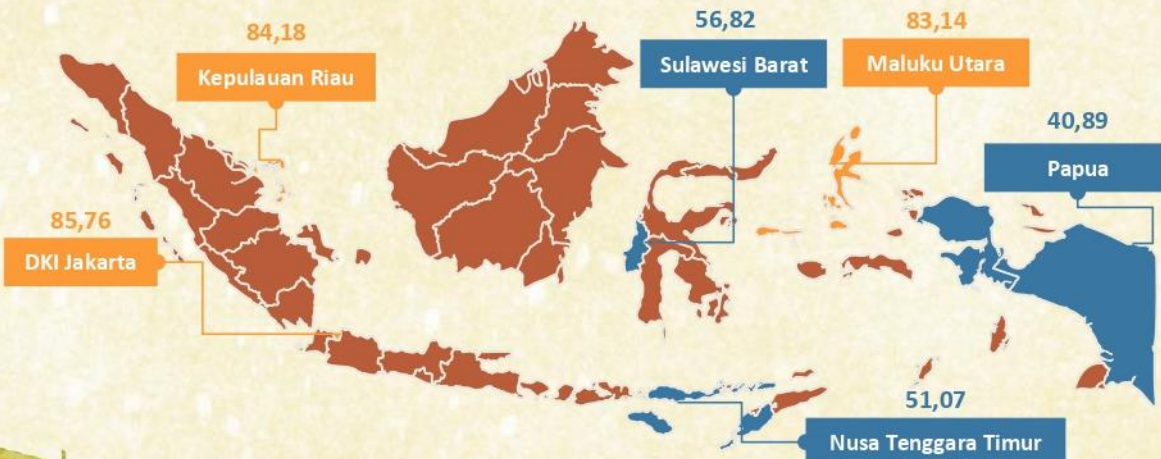 84,18
Kepulauan Riau
56,82
Sulawesi Barat
83,14
Maluku Utara
40,89
Papua
85,76
DKI Jakarta
51,07
Nusa Tenggara Timur